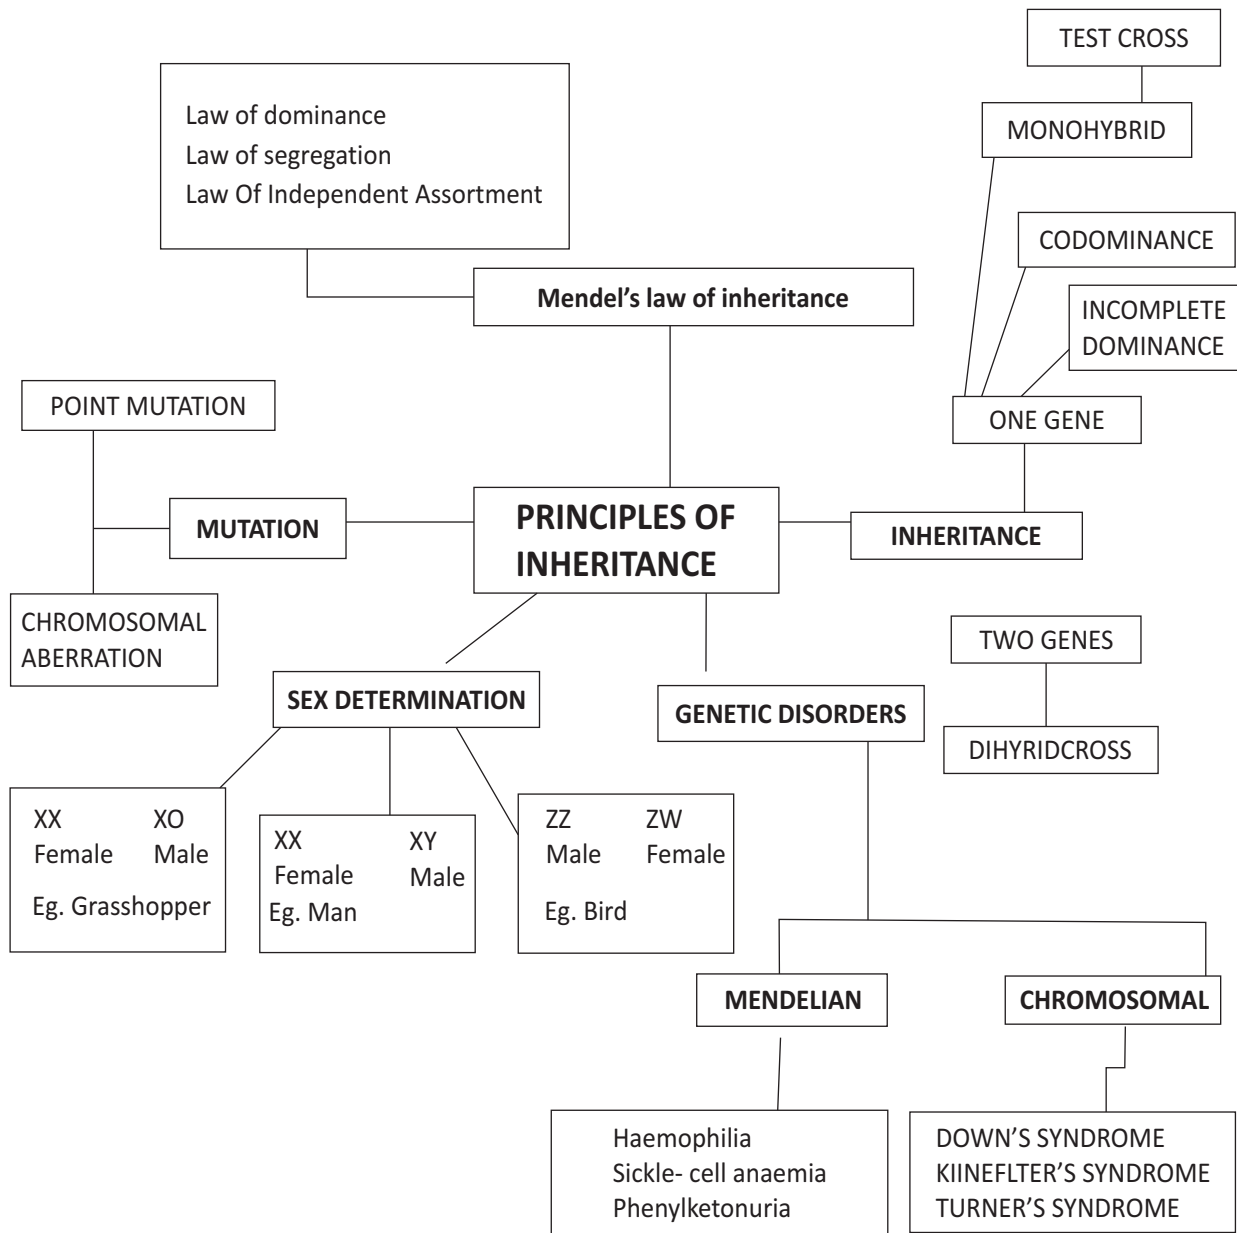 TEST CROSS
MONOHYBRID
CODOMINANCE
INCOMPLETE
DOMINANCE
ONE GENE
Law of dominance
Law of segregation
Law Of Independent Assortment
Mendel’s law of inheritance
POINT MUTATION
MUTATION
CHROMOSOMAL
ABERRATION
PRINCIPLES OF
INHERITANCE
INHERITANCE
TWO GENES
DIHYRIDCROSS
SEX DETERMINATION
GENETIC DISORDERS
XX XO
Female Male
Eg. Grasshopper
XX XY
Female Male
Eg. Man
ZZ ZW
Male Female
Eg. Bird
MENDELIAN
CHROMOSOMAL
Haemophilia
Sickle- cell anaemia
Phenylketonuria
DOWN’S SYNDROME
KIINEFLTER’S SYNDROME
TURNER’S SYNDROME